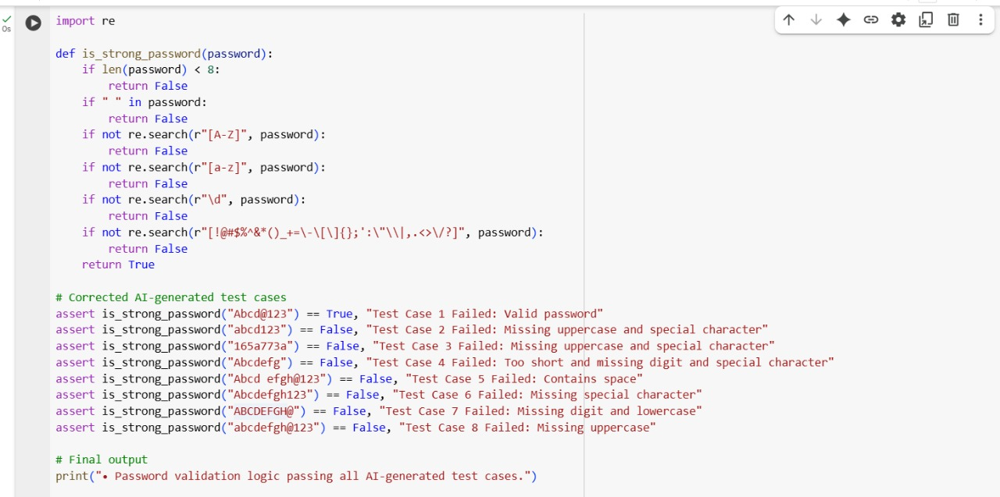 import re
0s
def is_strong_password(password):
    if len(password) < 8:
        return False
    if " " in password:
        return False
    if not re.search(r"[A-Z]", password):
        return False
    if not re.search(r"[a-z]", password):
        return False
    if not re.search(r"\d", password):
        return False
    if not re.search(r"[!@#$%^&*()_+=\-\[\]{};':\"\\|,.<>\/?]", password):
        return False
    return True
# Corrected AI-generated test cases
assert is_strong_password("Abcd@123") == True, "Test Case 1 Failed: Valid password"
assert is_strong_password("abcd123") == False, "Test Case 2 Failed: Missing uppercase and special character"
assert is_strong_password("165a773a") == False, "Test Case 3 Failed: Missing uppercase and special character"
assert is_strong_password("Abcdefg") == False, "Test Case 4 Failed: Too short and missing digit and special character"
assert is_strong_password("Abcd efgh@123") == False, "Test Case 5 Failed: Contains space"
assert is_strong_password("Abcdefgh123") == False, "Test Case 6 Failed: Missing special character"
assert is_strong_password("ABCDEFGH@") == False, "Test Case 7 Failed: Missing digit and lowercase"
assert is_strong_password("abcdefgh@123") == False, "Test Case 8 Failed: Missing uppercase"
# Final output
print("• Password validation logic passing all AI-generated test cases.")